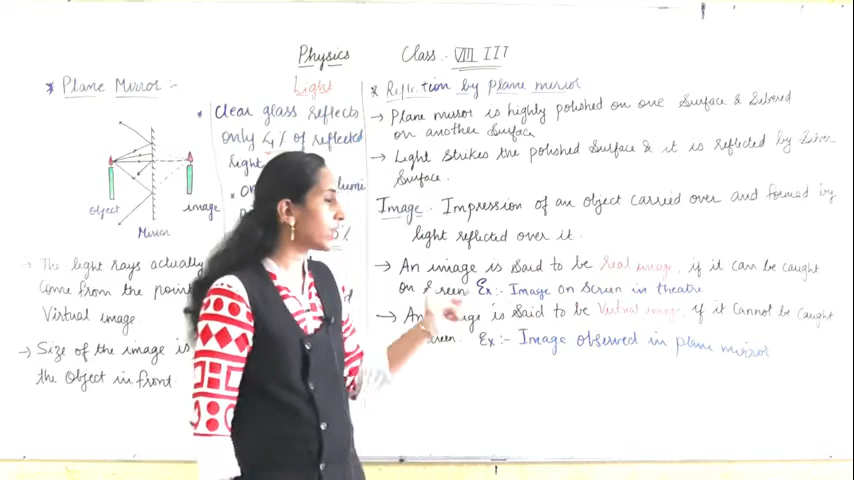 Physics Class :- VIII III
Light
* Plane Mirror :-
object
image
Mirror
→ The light rays actually
Come from the point
Virtual image
→ Size of the image is
the Object in front.
* Clear glass reflects
only 4% of reflected
light
%
* Reflection by plane mirror.
→ Plane mirror is highly polished on one Surface & Silvered
on another Surface
→ Light Strikes the polished Surface & it is reflected by Silver
Surface.
Image. Impression of an object carried over and formed by
light reflected over it.
→ An image is Said to be Real image, if it can be caught
on Screen Ex:- Image on Screen in theatre
→ An is Said to be Virtual image, if it cannot be Caught
Ex:- Image observed in plane mirror